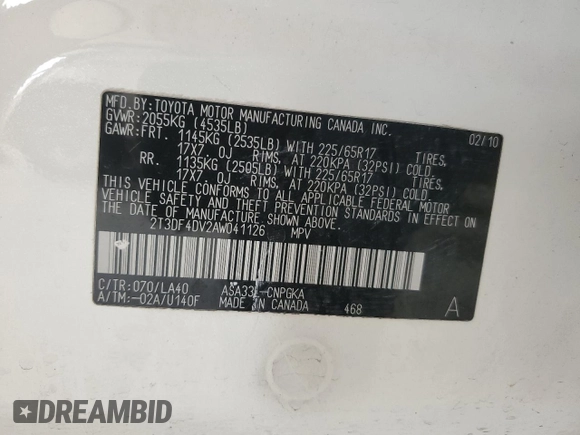 MFD. BY: TOYOTA MOTOR MANUFACTURING CANADA INC.
GVWR: 2055KG (4535LB) 02/10
GAWR: FRT. 1145KG (2535LB) WITH 225/65R17 TIRES,
17X7 OJ RIMS, AT 220KPA (32PSI) COLD.
RR. 1135KG (2505LB) WITH 225/65R17 TIRES,
17X7 OJ RIMS, AT 220KPA (32PSI) COLD.
THIS VEHICLE CONFORMS TO ALL APPLICABLE FEDERAL MOTOR
VEHICLE SAFETY AND THEFT PREVENTION STANDARDS IN EFFECT
ON THE DATE OF MANUFACTURE SHOWN ABOVE.
2T3DF4DV2AW041126 MPV
C/TR: 070/LA40 ASA33L-CNPGKA
A/TM: -02A/U140F MADE IN CANADA 468 A
DREAMBID